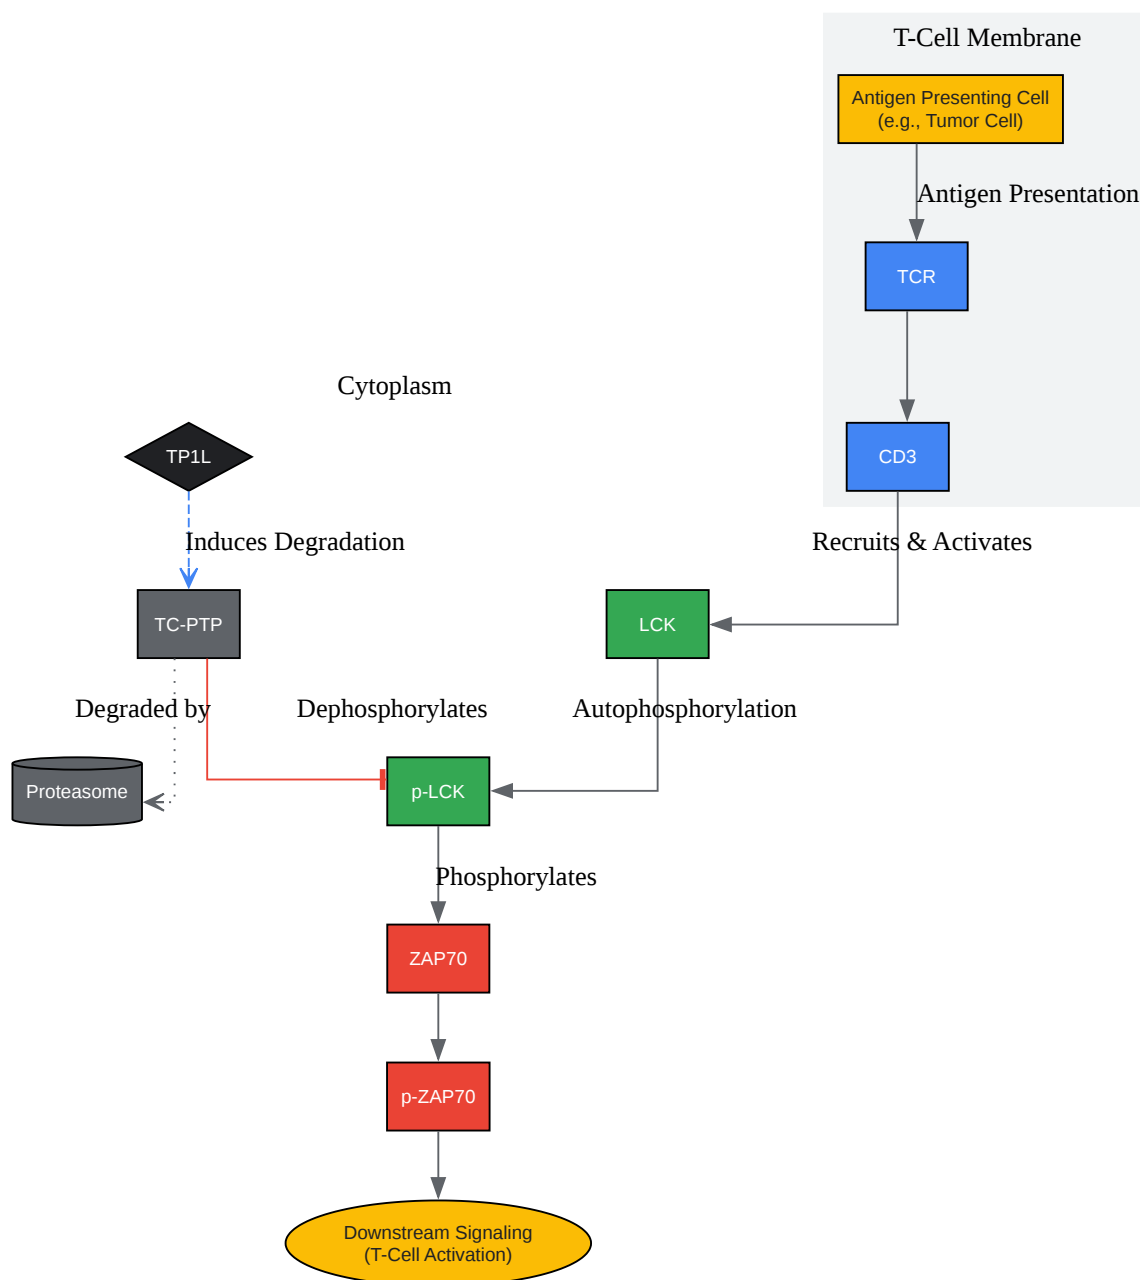 T-Cell Membrane
Antigen Presenting Cell
(e.g., Tumor Cell)
Antigen Presentation
TCR
Cytoplasm
TP1L
CD3
Induces Degradation
Recruits & Activates
TC-PTP
LCK
Degraded by
Dephosphorylates
Autophosphorylation
Proteasome
p-LCK
Phosphorylates
ZAP70
p-ZAP70
Downstream Signaling
(T-Cell Activation)